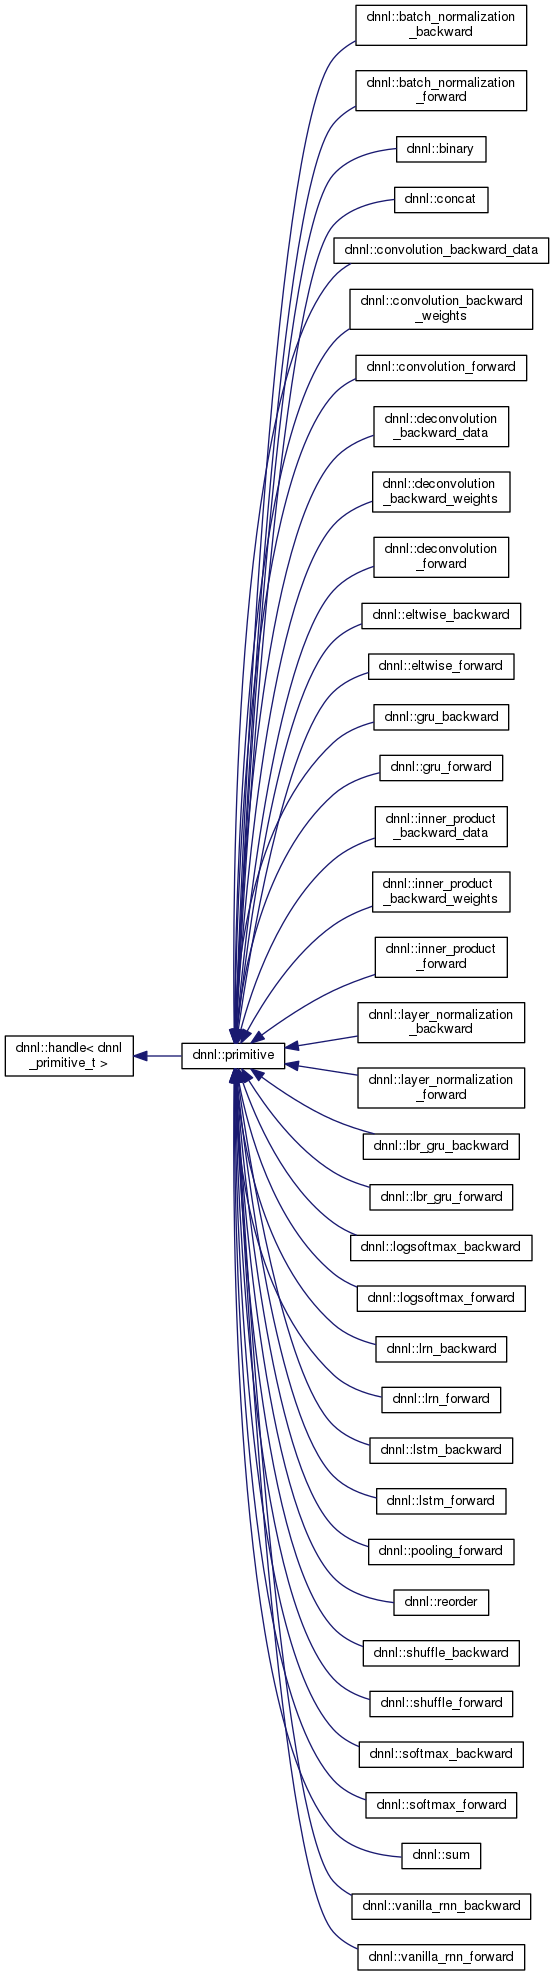 dnnl::batch_normalization
_backward
dnnl::batch_normalization
_forward
dnnl::binary
dnnl::concat
dnnl::convolution_backward_data
dnnl::convolution_backward
_weights
dnnl::convolution_forward
dnnl::deconvolution
_backward_data
dnnl::deconvolution
_backward_weights
dnnl::deconvolution
_forward
dnnl::eltwise_backward
dnnl::eltwise_forward
dnnl::gru_backward
dnnl::gru_forward
dnnl::inner_product
_backward_data
dnnl::inner_product
_backward_weights
dnnl::inner_product
_forward
dnnl::layer_normalization
_backward
dnnl::handle< dnnl
_primitive_t >
dnnl::primitive
dnnl::layer_normalization
_forward
dnnl::lbr_gru_backward
dnnl::lbr_gru_forward
dnnl::logsoftmax_backward
dnnl::logsoftmax_forward
dnnl::lrn_backward
dnnl::lrn_forward
dnnl::lstm_backward
dnnl::lstm_forward
dnnl::pooling_forward
dnnl::reorder
dnnl::shuffle_backward
dnnl::shuffle_forward
dnnl::softmax_backward
dnnl::softmax_forward
dnnl::sum
dnnl::vanilla_rnn_backward
dnnl::vanilla_rnn_forward